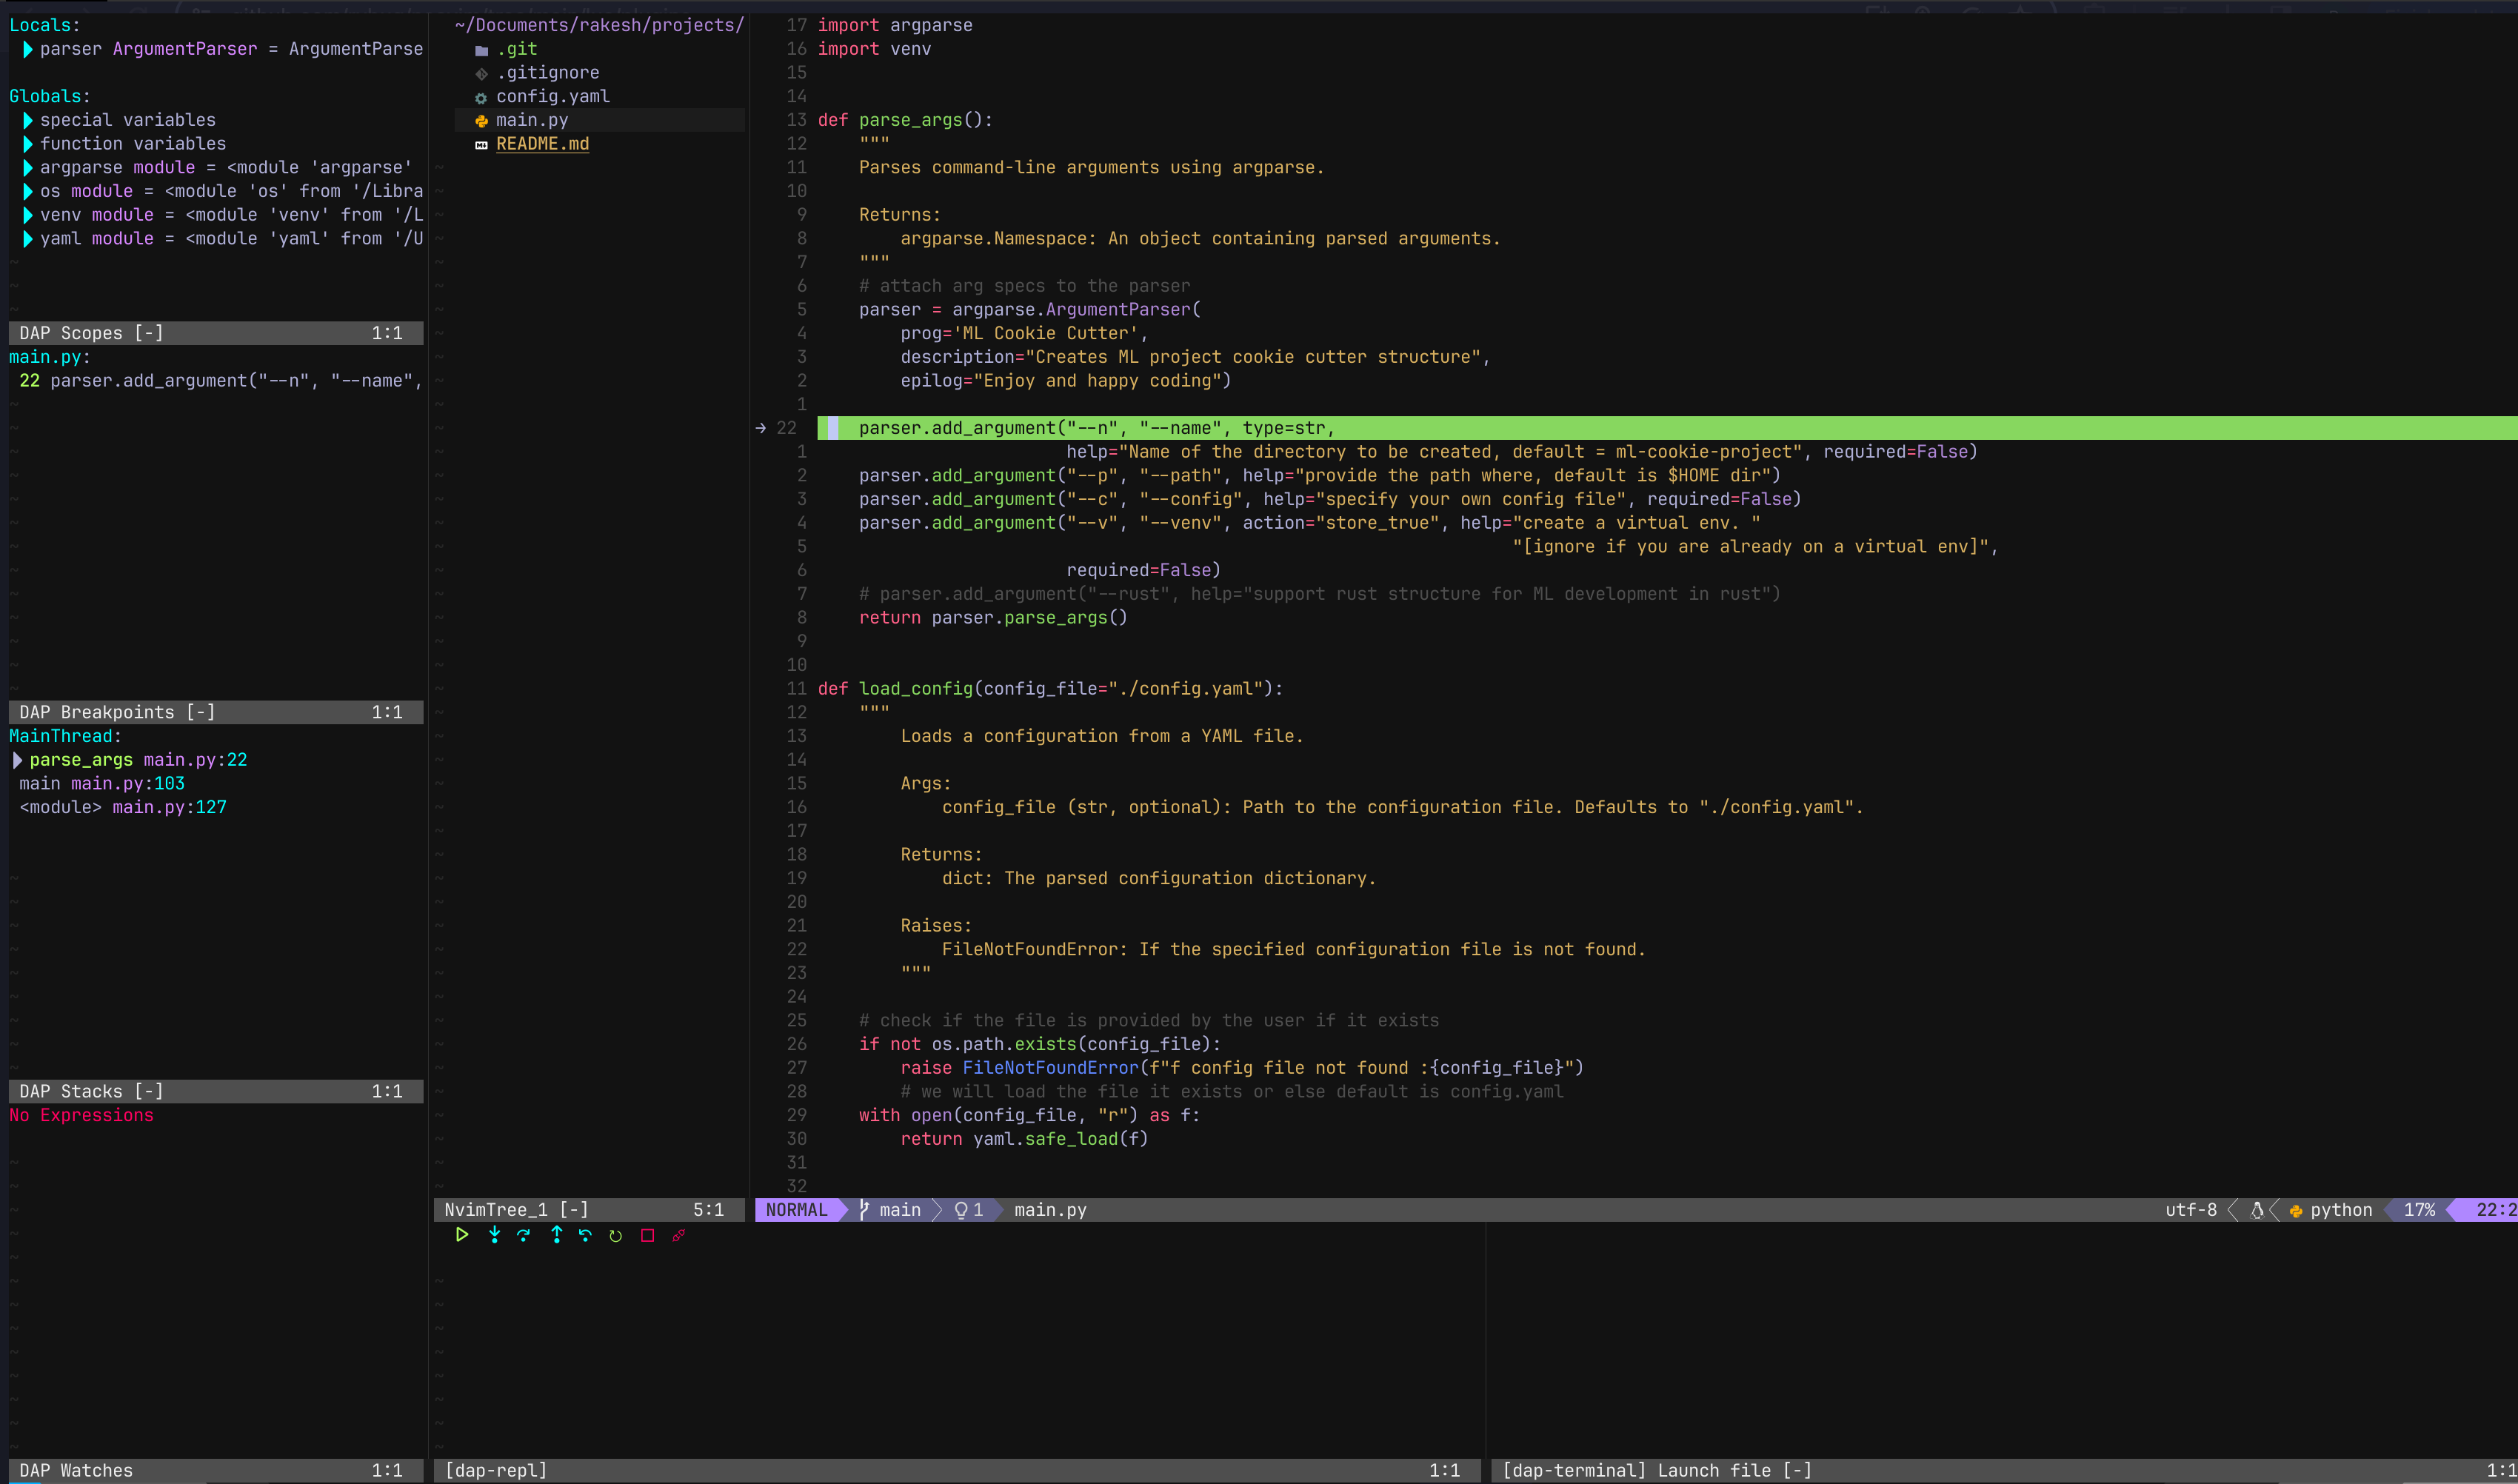 Locals:
parser ArgumentParser = ArgumentParse
Globals:
special variables
function variables
argparse module = <module 'argparse'
os module = <module 'os' from '/Libra
venv module = <module 'venv' from '/L
yaml module = <module 'yaml' from '/U
DAP Scopes [-] 1:1
main.py:
22 parser.add_argument("--n", "--name",
DAP Breakpoints [-] 1:1
MainThread:
parse_args main.py:22
main main.py:103
<module> main.py:127
DAP Stacks [-] 1:1
No Expressions
DAP Watches 1:1
~/Documents/rakesh/projects/
.git
.gitignore
config.yaml
main.py
README.md
NvimTree_1 [-] 5:1
17 import argparse
16 import venv
15
14
13 def parse_args():
12 """
11 Parses command-line arguments using argparse.
10
9 Returns:
8 argparse.Namespace: An object containing parsed arguments.
7 """
6 # attach arg specs to the parser
5 parser = argparse.ArgumentParser(
4 prog='ML Cookie Cutter',
3 description="Creates ML project cookie cutter structure",
2 epilog="Enjoy and happy coding")
1
→ 22 parser.add_argument("--n", "--name", type=str,
1 help="Name of the directory to be created, default = ml-cookie-project", required=False)
2 parser.add_argument("--p", "--path", help="provide the path where, default is $HOME dir")
3 parser.add_argument("--c", "--config", help="specify your own config file", required=False)
4 parser.add_argument("--v", "--venv", action="store_true", help="create a virtual env. "
5 "[ignore if you are already on a virtual env]",
6 required=False)
7 # parser.add_argument("--rust", help="support rust structure for ML development in rust")
8 return parser.parse_args()
9
10
11 def load_config(config_file="./config.yaml"):
12 """
13 Loads a configuration from a YAML file.
14
15 Args:
16 config_file (str, optional): Path to the configuration file. Defaults to "./config.yaml".
17
18 Returns:
19 dict: The parsed configuration dictionary.
20
21 Raises:
22 FileNotFoundError: If the specified configuration file is not found.
23 """
24
25 # check if the file is provided by the user if it exists
26 if not os.path.exists(config_file):
27 raise FileNotFoundError(f"f config file not found :{config_file}")
28 # we will load the file it exists or else default is config.yaml
29 with open(config_file, "r") as f:
30 return yaml.safe_load(f)
31
32
NORMAL main 1 main.py utf-8 python 17% 22:2
[dap-repl] 1:1
[dap-terminal] Launch file [-] 1:1